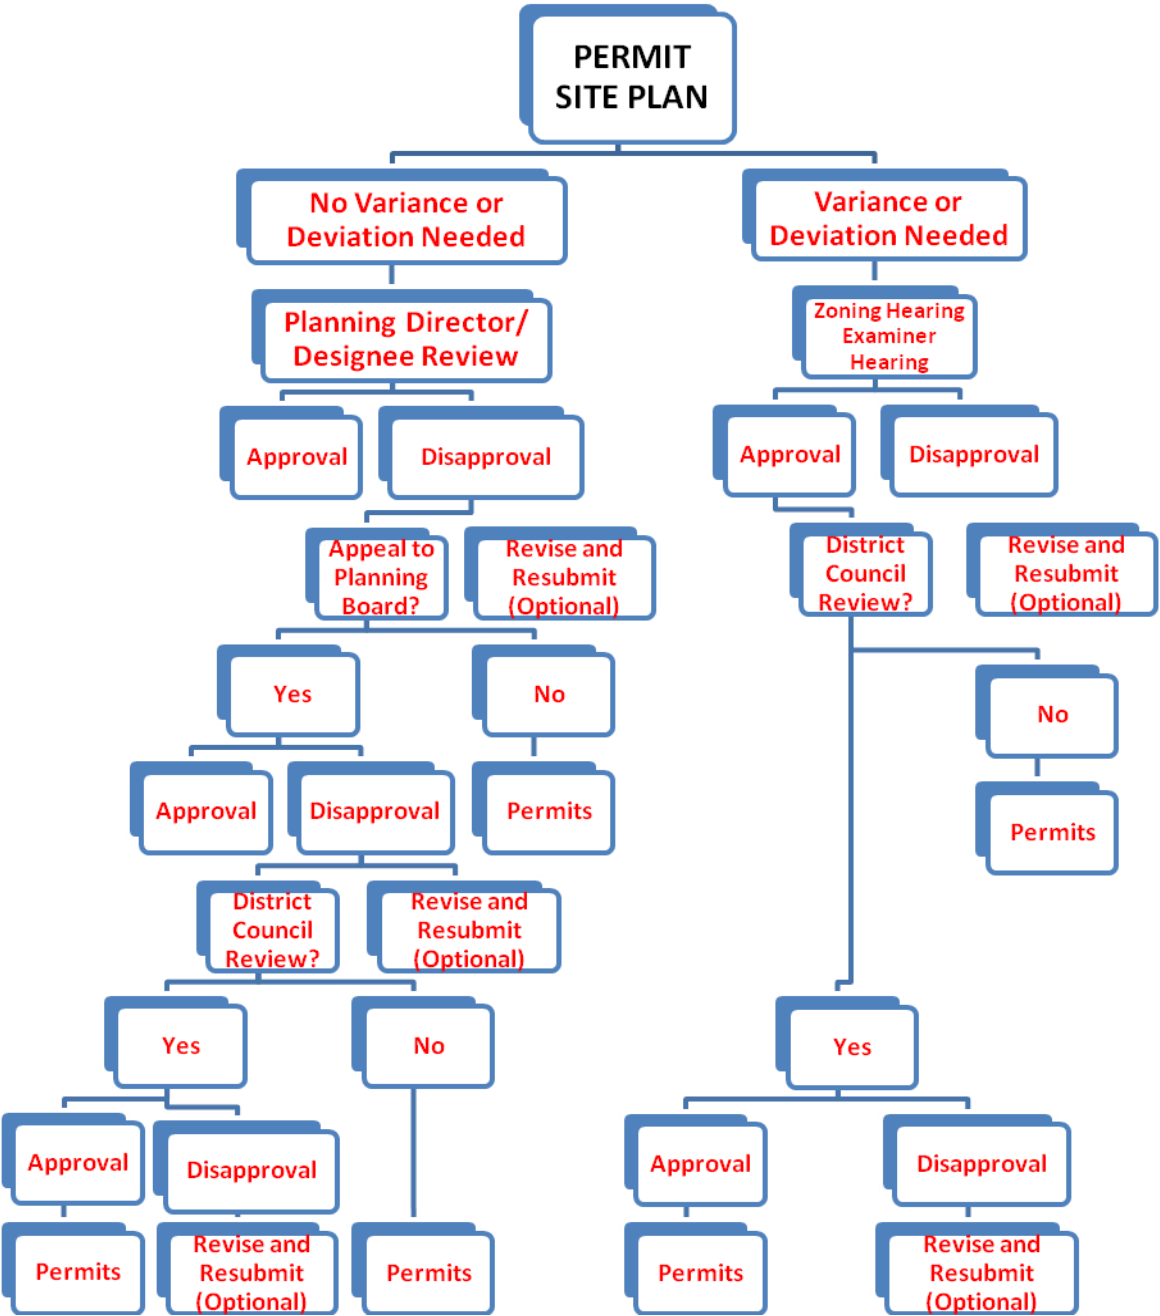 PERMIT
SITE PLAN
No Variance or
Deviation Needed
Variance or
Deviation Needed
Planning Director/
Designee Review
Zoning Hearing
Examiner
Hearing
Approval
Disapproval
Approval
Disapproval
Appeal to
Planning
Board?
Revise and
Resubmit
(Optional)
District
Council
Review?
Revise and
Resubmit
(Optional)
Yes
No
No
Approval
Disapproval
Permits
Permits
District
Council
Review?
Revise and
Resubmit
(Optional)
Yes
No
Yes
Approval
Disapproval
Approval
Disapproval
Permits
Revise and
Resubmit
(Optional)
Permits
Permits
Revise and
Resubmit
(Optional)